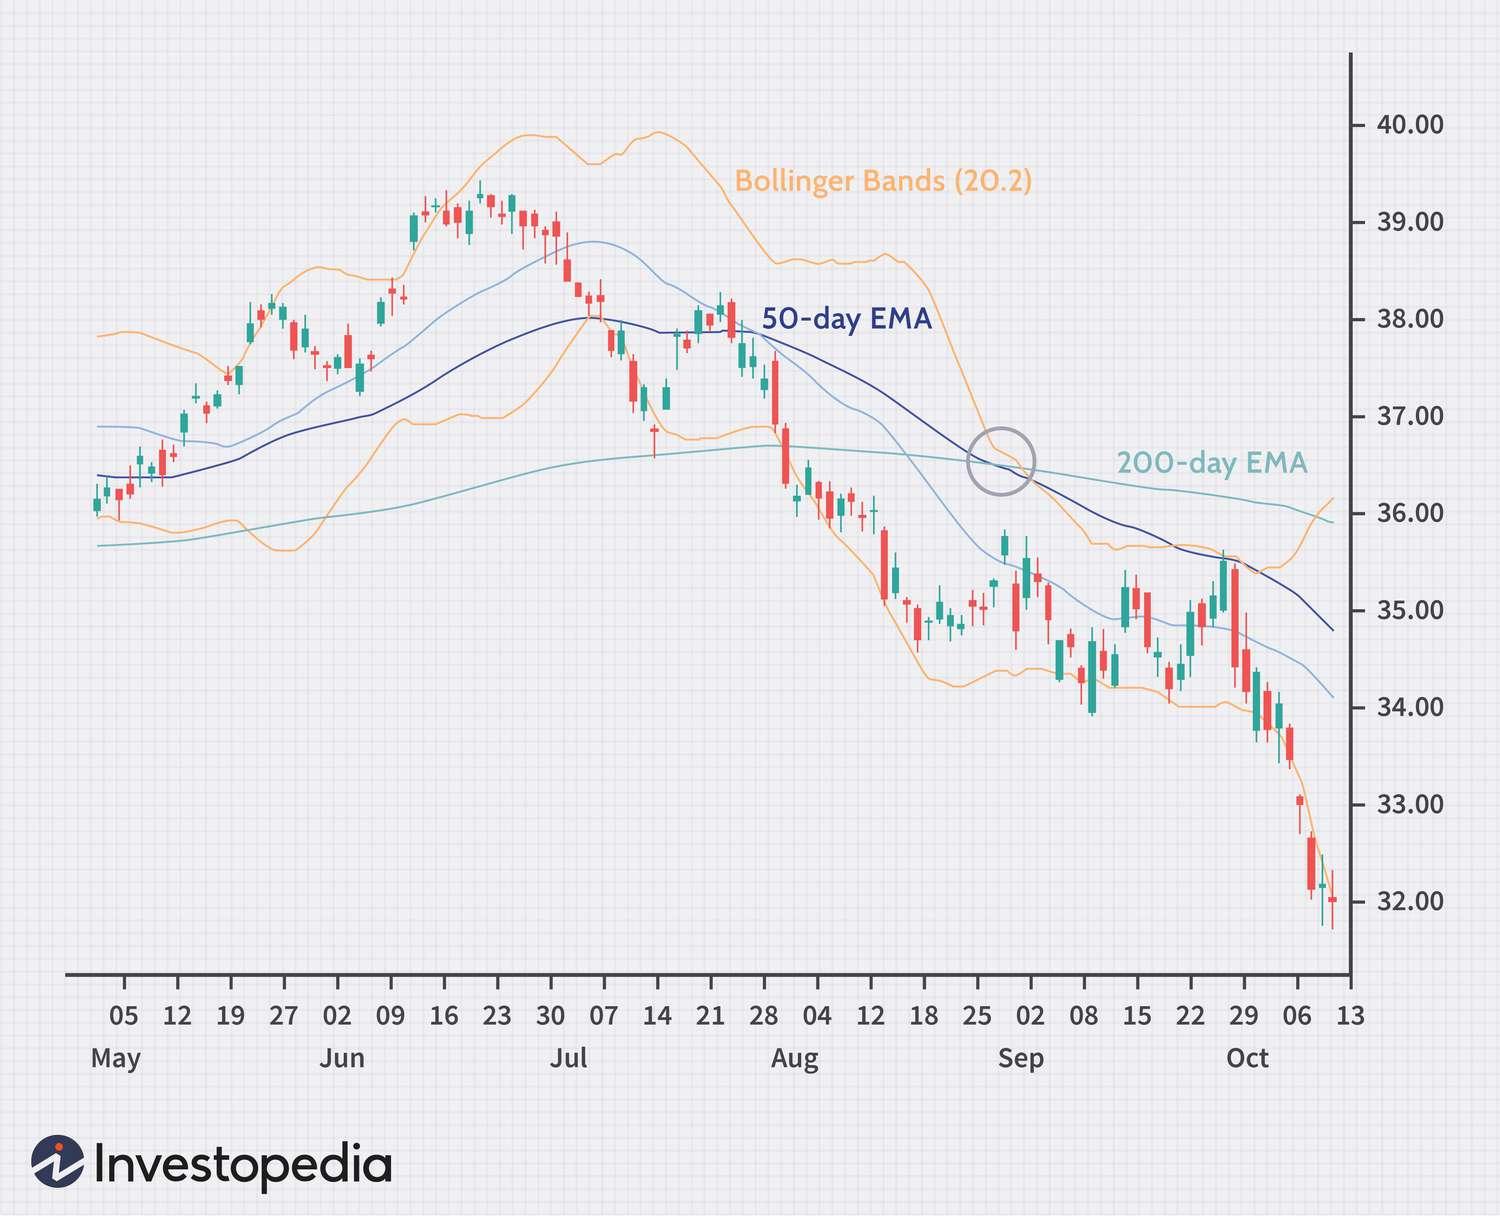 40.00
Bollinger Bands (20.2)
39.00
50-day EMA
38.00
37.00
200-day EMA
36.00
35.00
34.00
33.00
32.00
05 12 19 27 02 09 16 23 30 07 14 21 28 04 12 18 25 02 08 15 22 29 06 13
May Jun Jul Aug Sep Oct
Investopedia